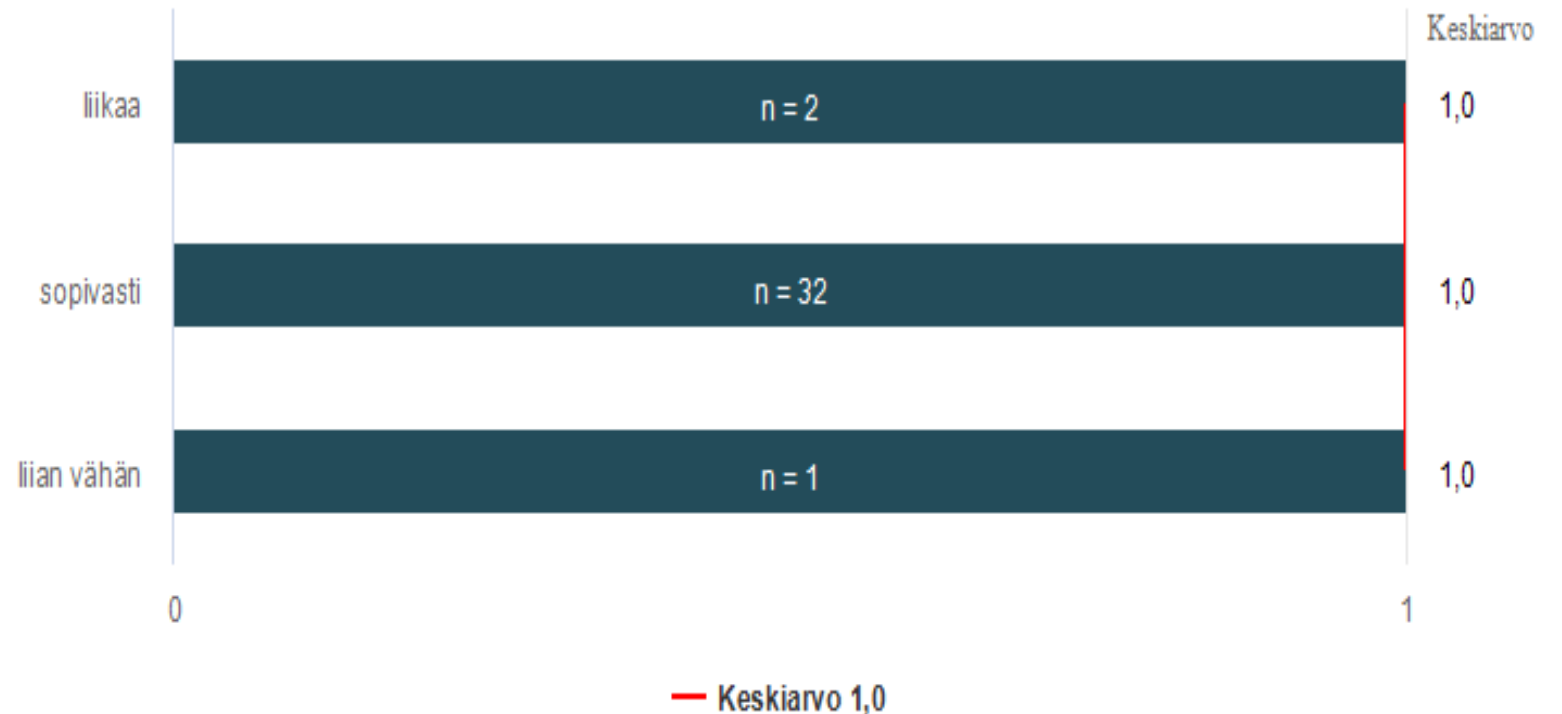 Keskiarvo
liikaa n = 2 1,0
sopivasti n = 32 1,0
liian vähän n = 1 1,0
0 1
Keskiarvo 1,0